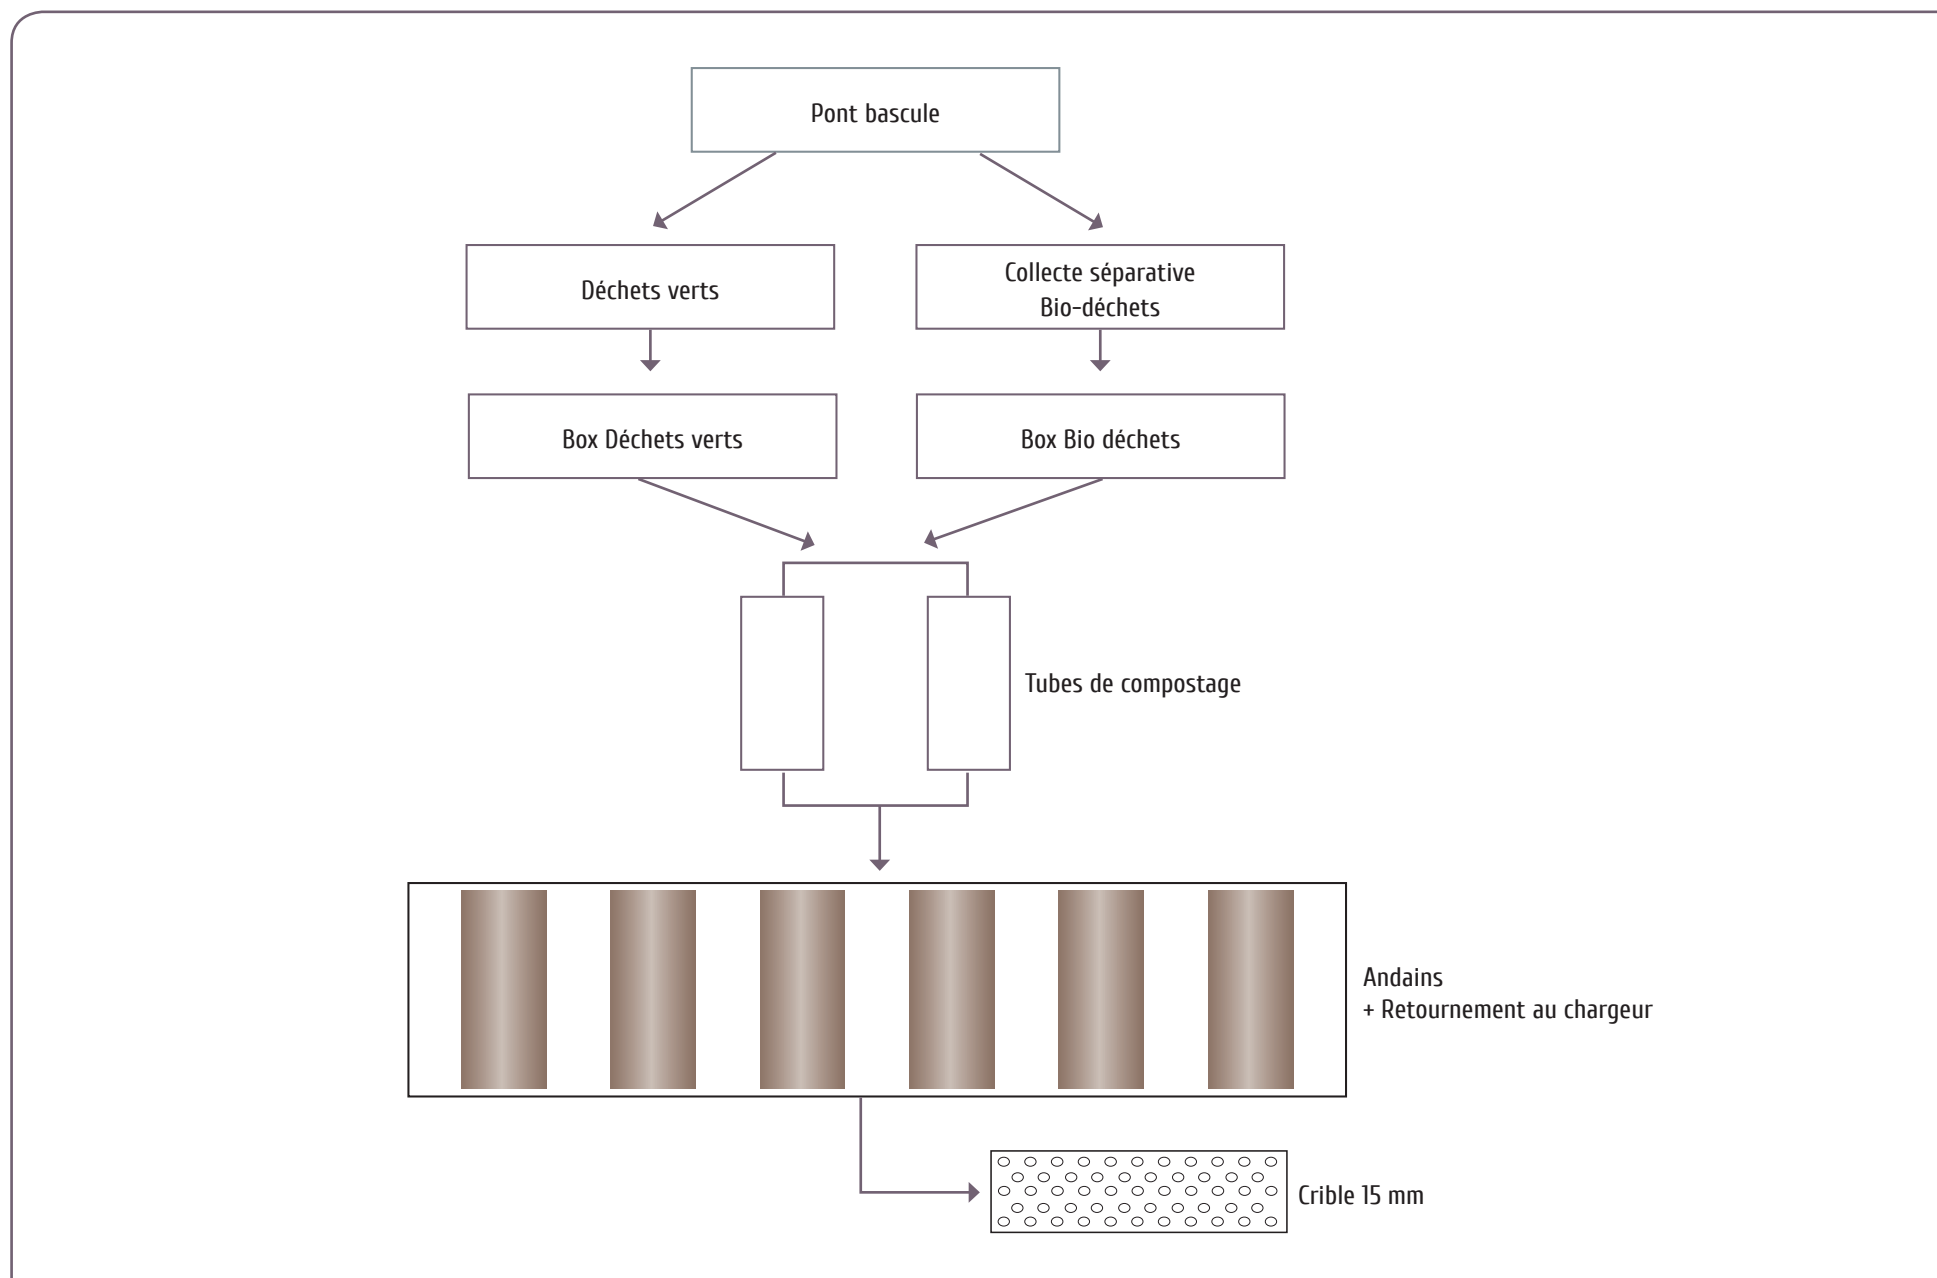 Pont bascule
Déchets verts
Collecte séparative
Bio-déchets
Box Déchets verts
Box Bio déchets
Tubes de compostage
Andains
+ Retournement au chargeur
Crible 15 mm